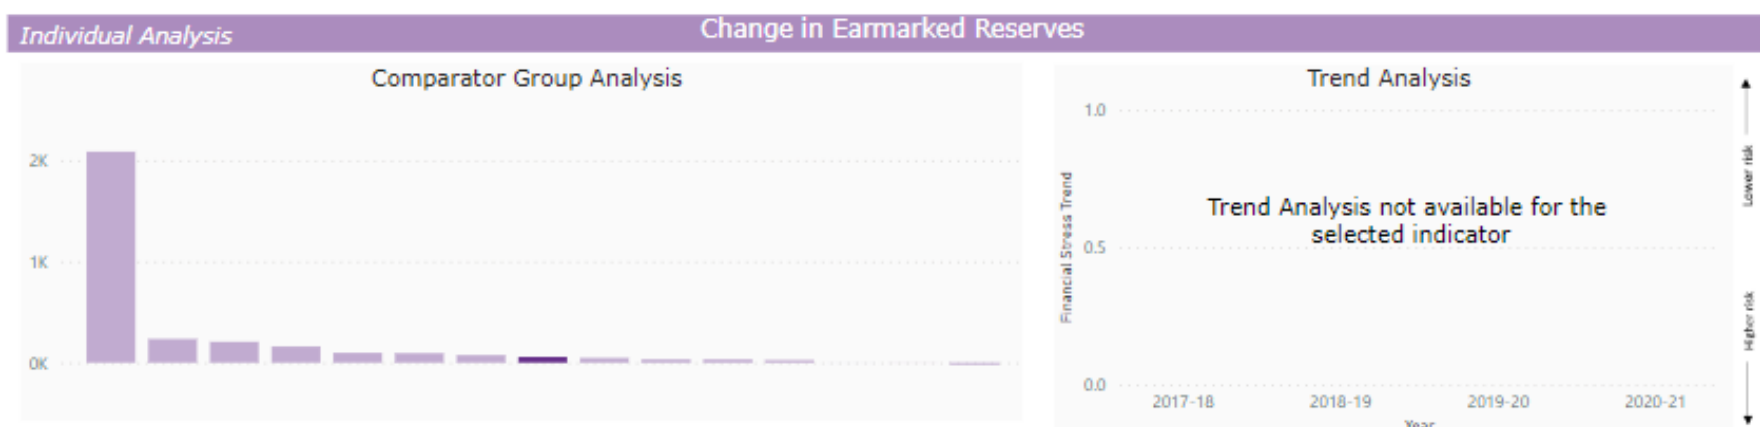 Individual Analysis
Change in Earmarked Reserves
Comparator Group Analysis
2K
1K
0K
Trend Analysis
1.0
0.5
0.0
Financial Stress Trend
Trend Analysis not available for the
selected indicator
2017-18 2018-19 2019-20 2020-21
Year
Lower risk
Higher risk